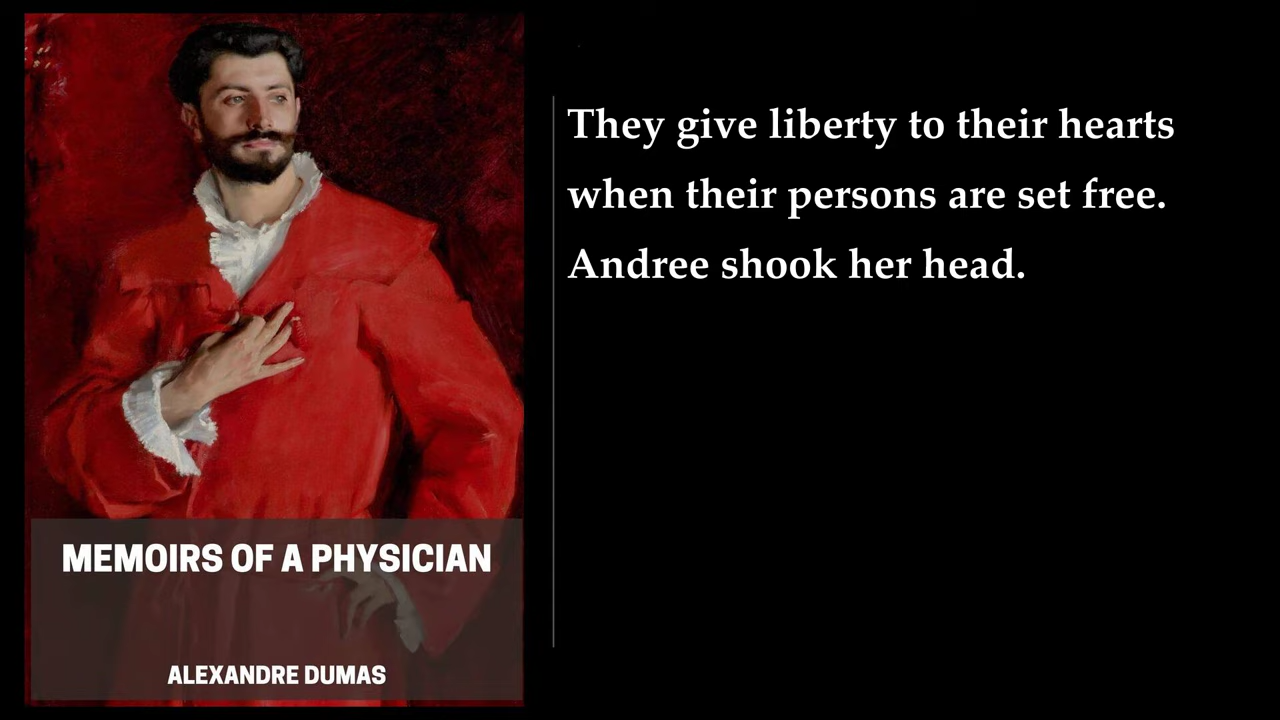 They give liberty to their hearts
when their persons are set free.
Andree shook her head.
MEMOIRS OF A PHYSICIAN
ALEXANDRE DUMAS